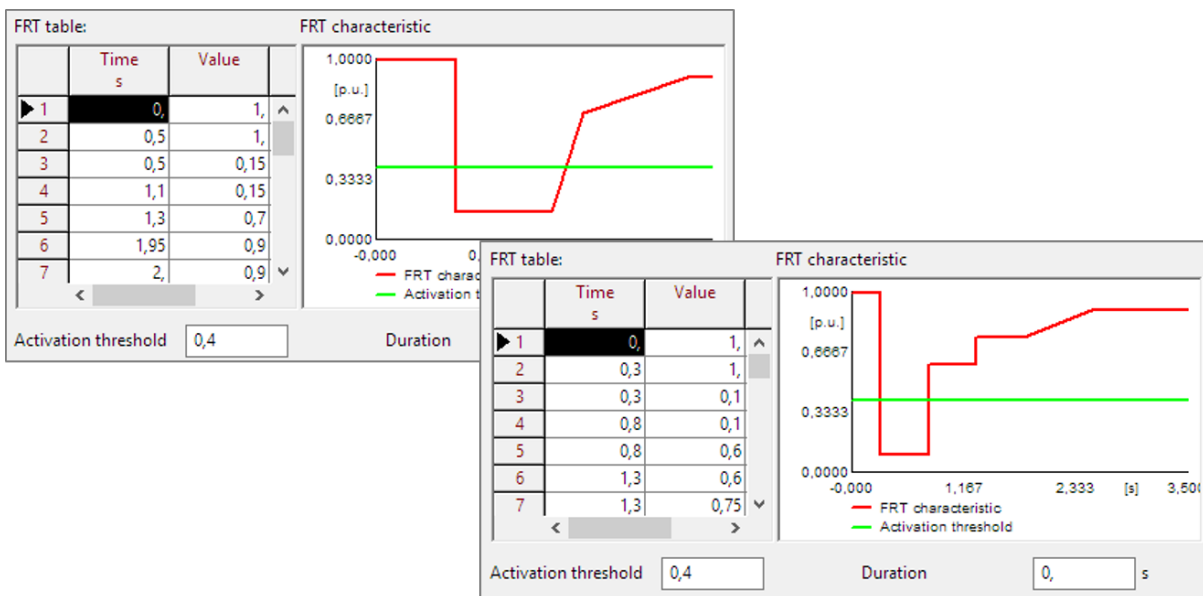 FRT table:
FRT characteristic
Time
s
Value
1 0, 1,
2 0,5 1,
3 0,5 0,15
4 1,1 0,15
5 1,3 0,7
6 1,95 0,9
7 2, 0,9
1,0000
[p.u.]
0,6667
0,3333
0,0000
-0,000
FRT
Activation
Activation threshold 0,4
Duration
FRT table:
FRT characteristic
Time
s
Value
1 0, 1,
2 0,3 1,
3 0,3 0,1
4 0,8 0,1
5 0,8 0,6
6 1,3 0,6
7 1,3 0,75
1,0000
[p.u.]
0,6667
0,3333
0,0000
-0,000 1,167 2,333 [s] 3,500
FRT characteristic
Activation threshold
Activation threshold 0,4
Duration 0, s